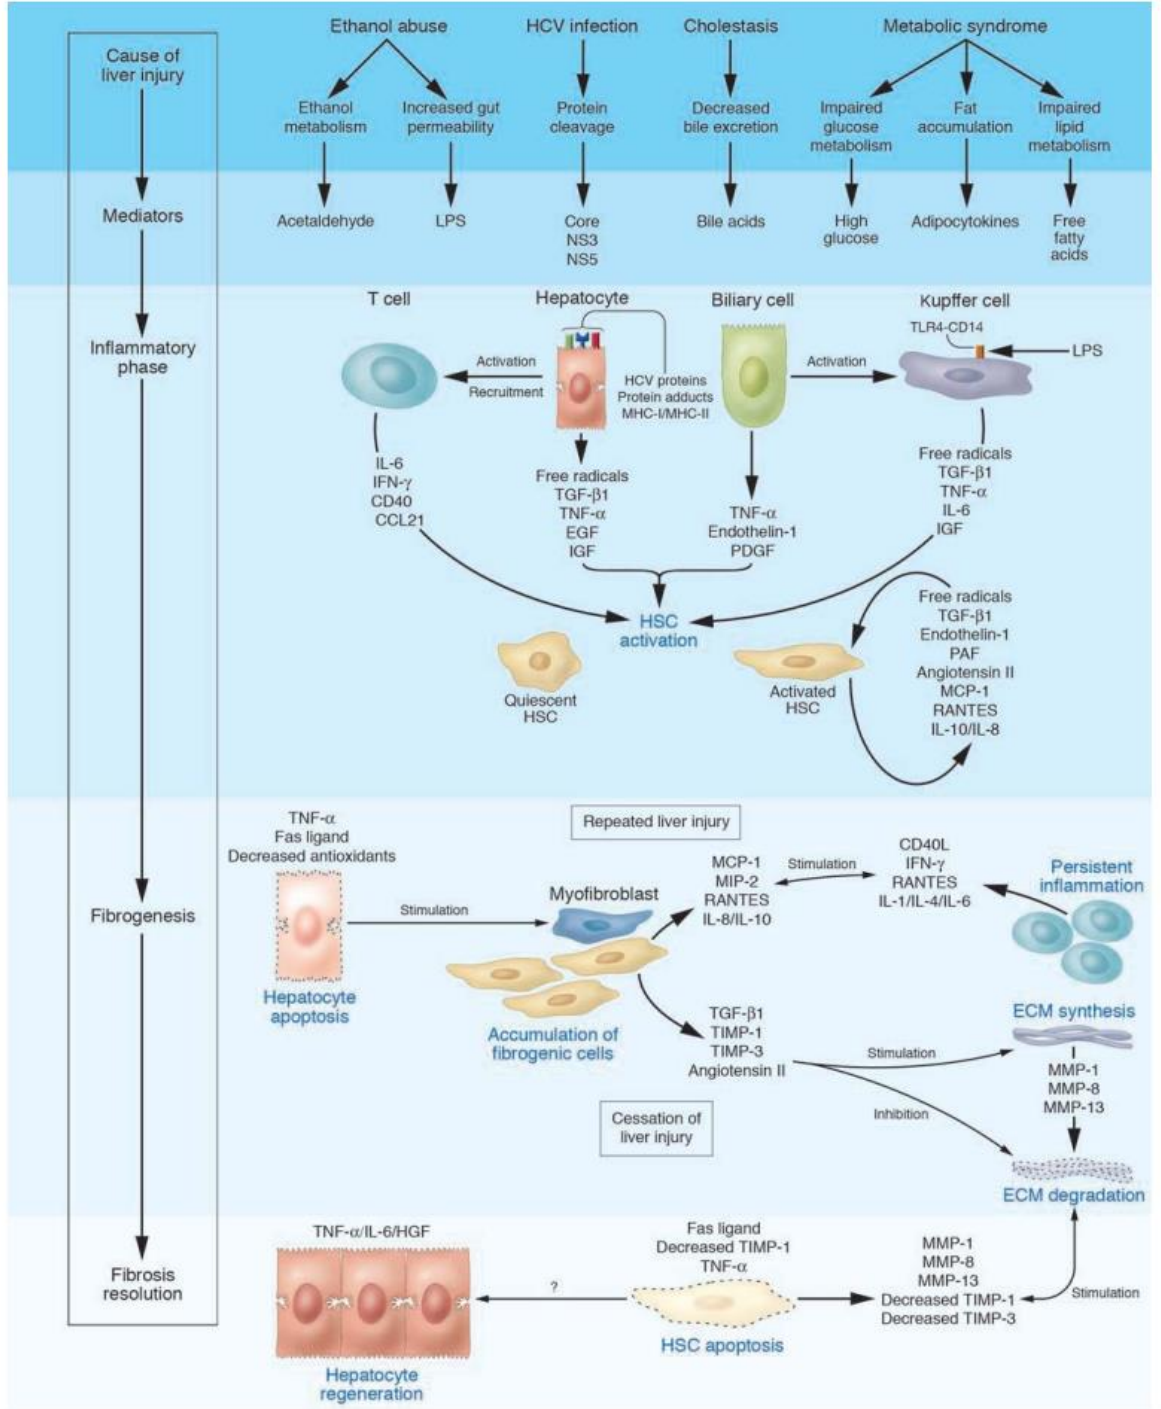 Cause of
liver injury
Mediators
Inflammatory
phase
Fibrogenesis
Fibrosis
resolution
Ethanol abuse
HCV infection
Cholestasis
Metabolic syndrome
Ethanol
metabolism
Increased gut
permeability
Protein
cleavage
Decreased
bile excretion
Impaired
glucose
metabolism
Fat
accumulation
Impaired
lipid
metabolism
Acetaldehyde
LPS
Core
NS3
NS5
Bile acids
High
glucose
Adipocytokines
Free
fatty
acids
T cell
Hepatocyte
Biliary cell
Kupffer cell
TLR4-CD14
LPS
Activation
Recruitment
HCV proteins
Protein adducts
MHC-I/MHC-II
Activation
IL-6
IFN-γ
CD40
CCL21
Free radicals
TGF-β1
TNF-α
EGF
IGF
TNF-α
Endothelin-1
PDGF
Free radicals
TGF-β1
TNF-α
IL-6
IGF
HSC
activation
Quiescent
HSC
Activated
HSC
Free radicals
TGF-β1
Endothelin-1
PAF
Angiotensin II
MCP-1
RANTES
IL-10/IL-8
TNF-α
Fas ligand
Decreased antioxidants
Repeated liver injury
Stimulation
Hepatocyte
apoptosis
Myofibroblast
Accumulation of
fibrogenic cells
MCP-1
MIP-2
RANTES
IL-8/IL-10
Stimulation
CD40L
IFN-γ
RANTES
IL-1/IL-4/IL-6
Persistent
inflammation
TGF-β1
TIMP-1
TIMP-3
Angiotensin II
Stimulation
Inhibition
ECM synthesis
MMP-1
MMP-8
MMP-13
ECM degradation
Cessation of
liver injury
TNF-α/IL-6/HGF
Hepatocyte
regeneration
?
Fas ligand
Decreased TIMP-1
TNF-α
HSC apoptosis
MMP-1
MMP-8
MMP-13
Decreased TIMP-1
Decreased TIMP-3
Stimulation